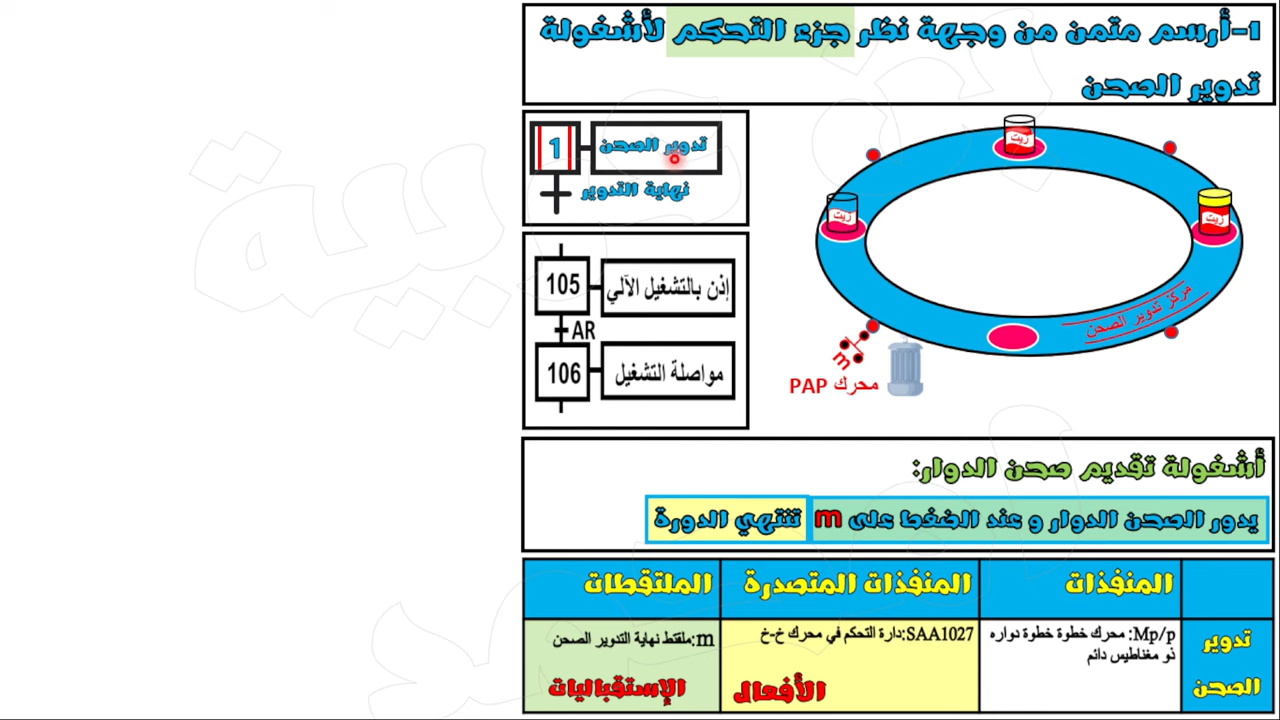 1-أرسم متمن من وجهة نظر جزء التحكم لأشغولة
تدوير الصحن
1
تدوير الصحن
نهاية التدوير
105
إذن بالتشغيل الآلي
AR
106
مواصلة التشغيل
زيت
زيت
زيت
مركز تدوير الصحن
m
محرك PAP
أشغولة تقديم صحن الدوار:
يدور الصحن الدوار و عند الضغط على m تنتهي الدورة
المنفذات
المنفذات المتصدرة
الملتقطات
تدوير
الصحن
Mp/p: محرك خطوة خطوة دواره
ذو مغناطيس دائم
SAA1027:دارة التحكم في محرك خ-خ
الأفعال
m:ملقتط نهاية التدوير الصحن
الإستقباليات